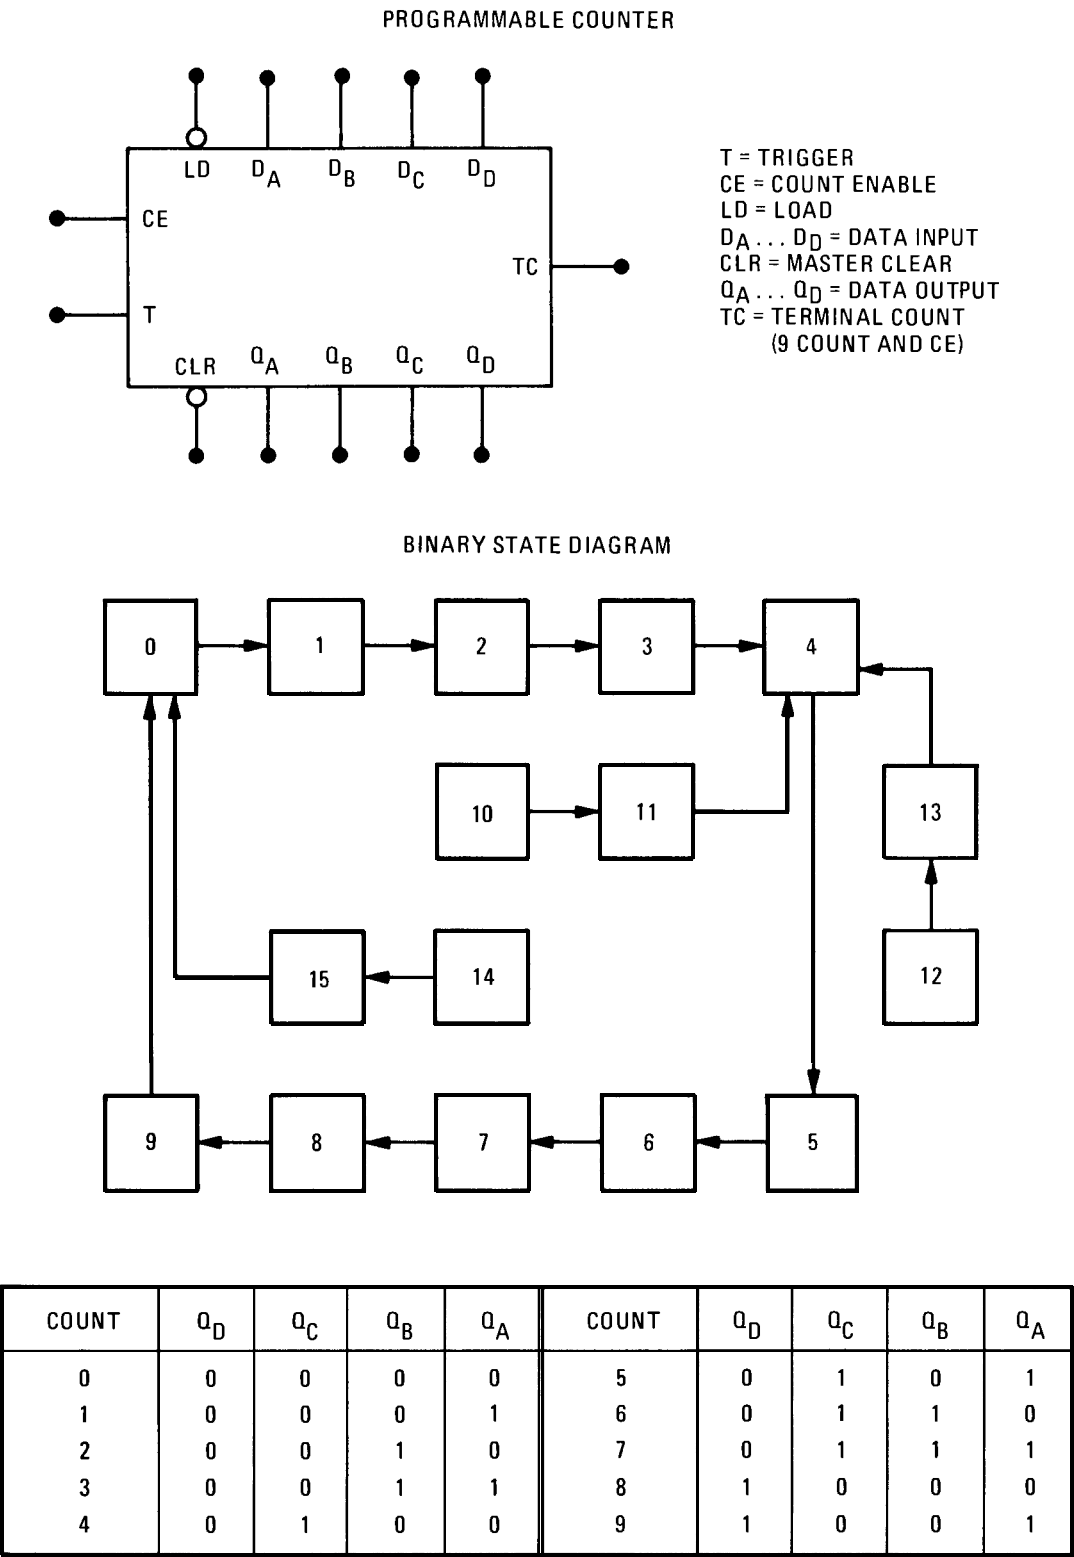 PROGRAMMABLE COUNTER
LD DA DB DC DD
CE
TC
T
CLR QA QB QC QD
T = TRIGGER
CE = COUNT ENABLE
LD = LOAD
DA... DD = DATA INPUT
CLR = MASTER CLEAR
QA... QD = DATA OUTPUT
TC = TERMINAL COUNT
(9 COUNT AND CE)
BINARY STATE DIAGRAM
0 1 2 3 4
10 11 13
15 14 12
9 8 7 6 5
COUNT QD QC QB QA COUNT QD QC QB QA
0 0 0 0 0 5 0 1 0 1
1 0 0 0 1 6 0 1 1 0
2 0 0 1 0 7 0 1 1 1
3 0 0 1 1 8 1 0 0 0
4 0 1 0 0 9 1 0 0 1